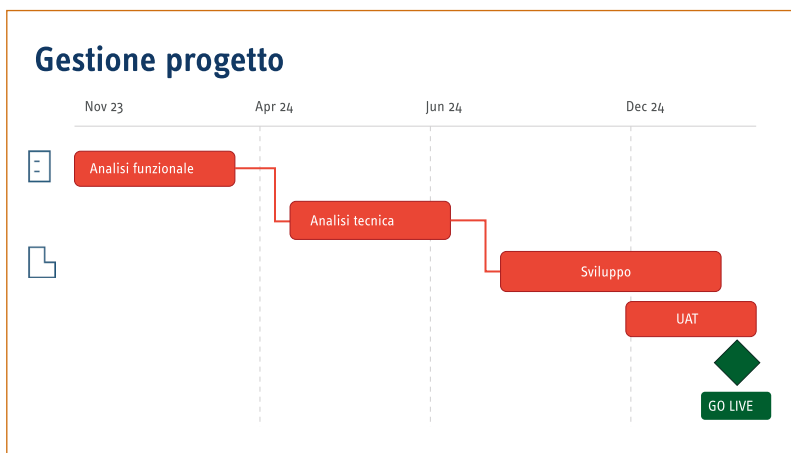 Gestione progetto
Nov 23 Apr 24 Jun 24 Dec 24
Analisi funzionale
Analisi tecnica
Sviluppo
UAT
GO LIVE